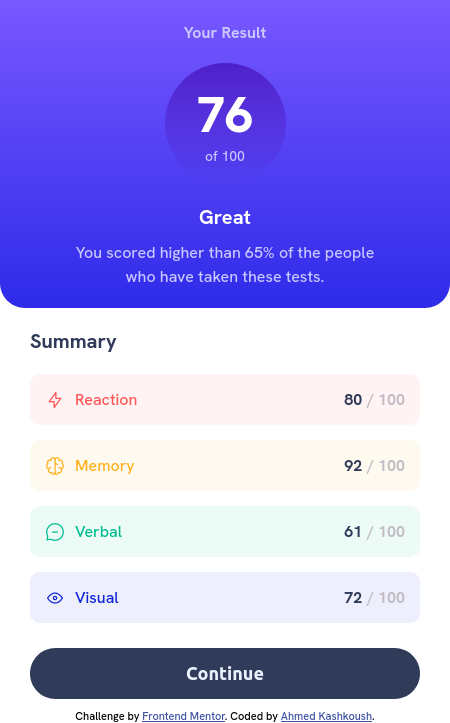 Your Result
76
of 100
Great
You scored higher than 65% of the people
who have taken these tests.
Summary
Reaction 80 / 100
Memory 92 / 100
Verbal 61 / 100
Visual 72 / 100
Continue
Challenge by Frontend Mentor. Coded by Ahmed Kashkoush.